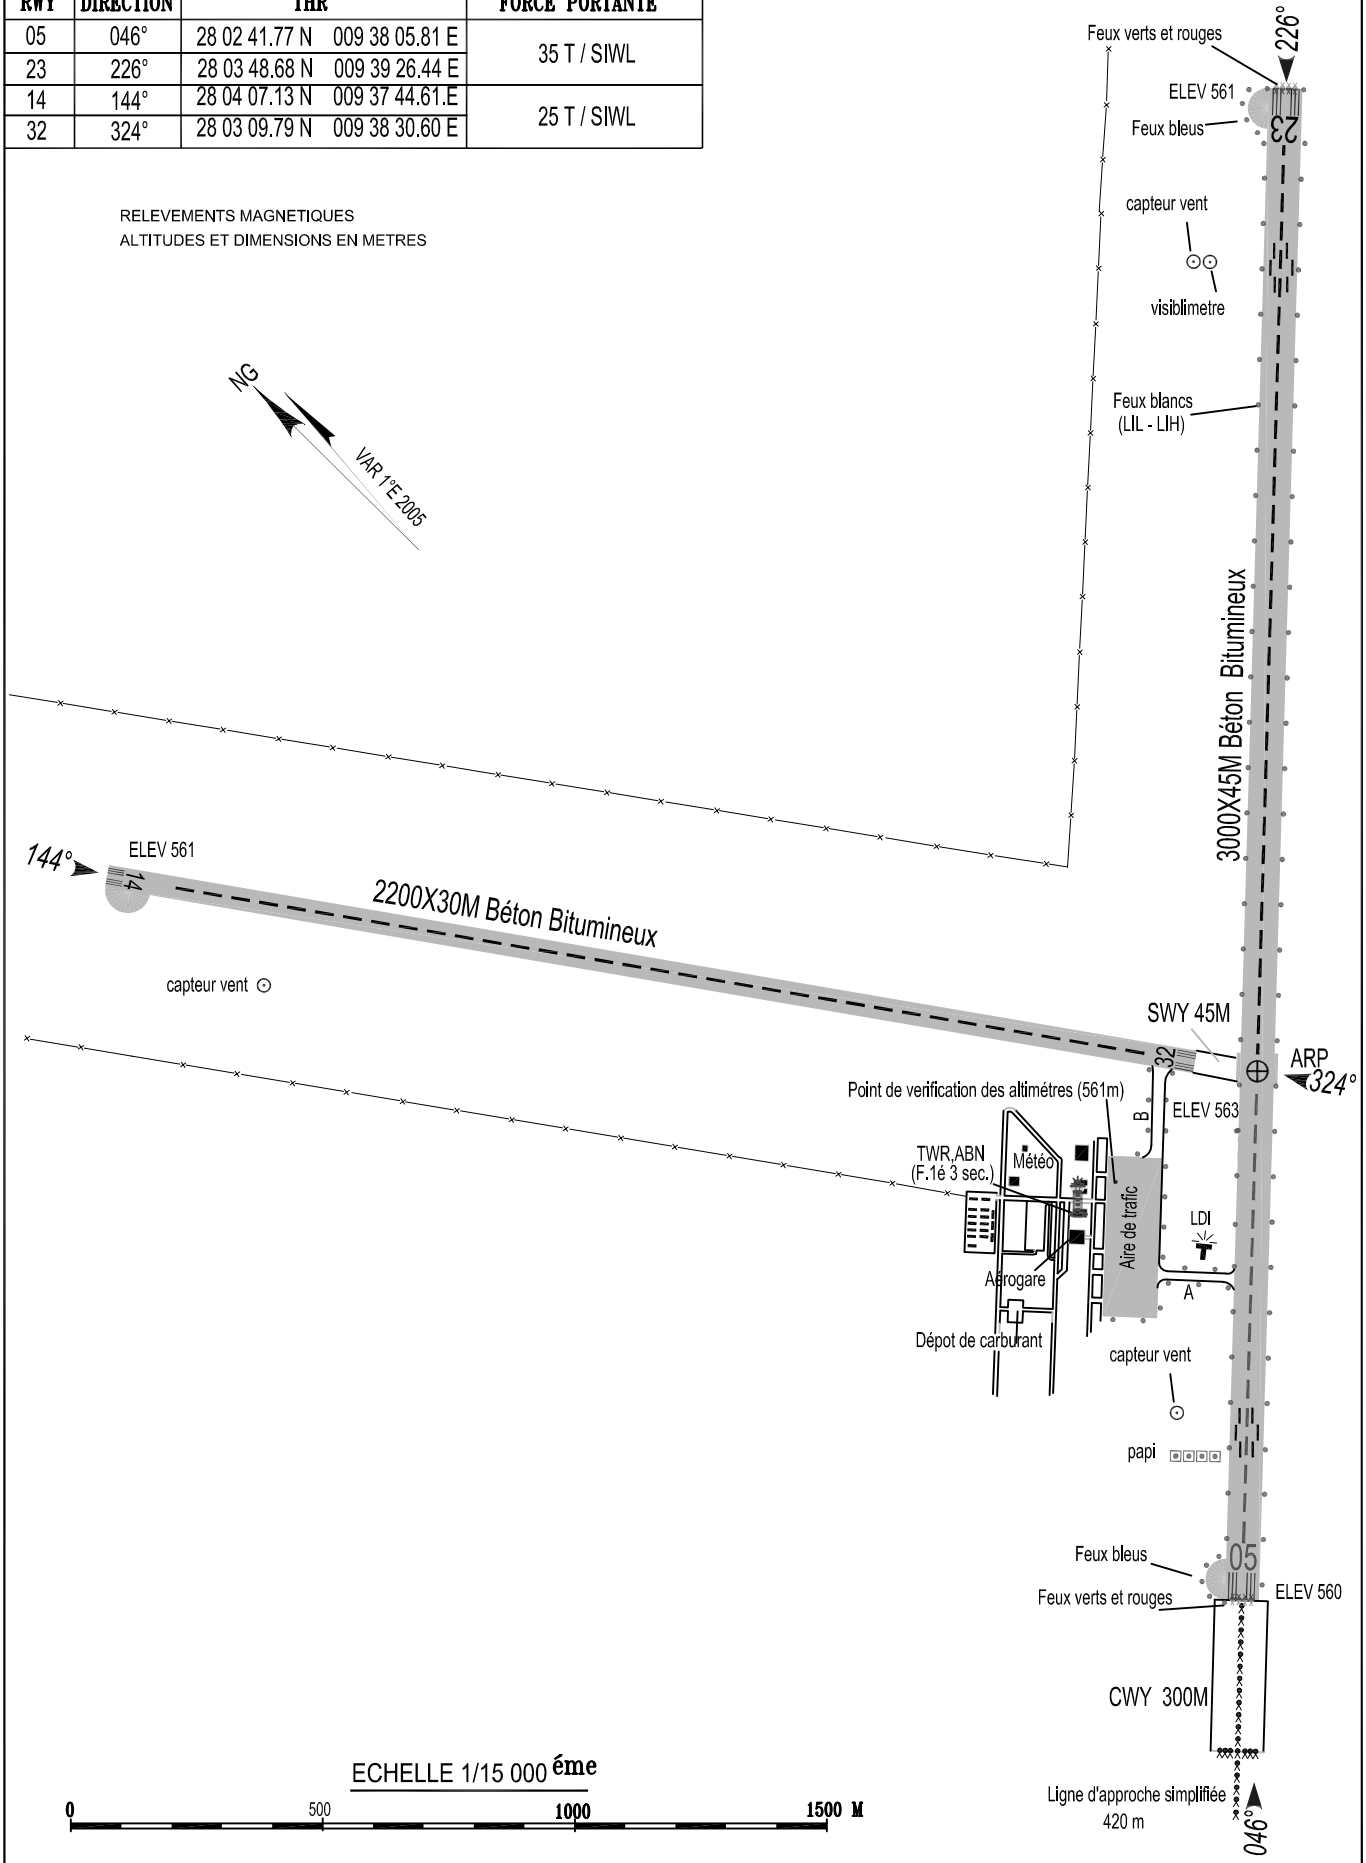 RWY DIRECTION THR FORCE PORTANTE
05 046° 28 02 41.77 N 009 38 05.81 E 35 T / SIWL
23 226° 28 03 48.68 N 009 39 26.44 E
14 144° 28 04 07.13 N 009 37 44.61.E 25 T / SIWL
32 324° 28 03 09.79 N 009 38 30.60 E
RELEVEMENTS MAGNETIQUES
ALTITUDES ET DIMENSIONS EN METRES
NG
VAR 1°E 2005
226°
Feux verts et rouges
ELEV 561
Feux bleus
23
capteur vent
visiblimetre
Feux blancs
(LIL - LIH)
3000X45M Béton Bitumineux
144°
ELEV 561
14
2200X30M Béton Bitumineux
capteur vent
SWY 45M
32
ARP
324°
Point de verification des altimétres (561m)
B
ELEV 563
TWR,ABN
(F.1é 3 sec.)
Météo
Aire de trafic
LDI
A
Aérogare
Dépot de carburant
capteur vent
papi
Feux bleus
05
Feux verts et rouges
ELEV 560
CWY 300M
Ligne d'approche simplifiée
420 m
046°
ECHELLE 1/15 000 éme
0 500 1000 1500 M